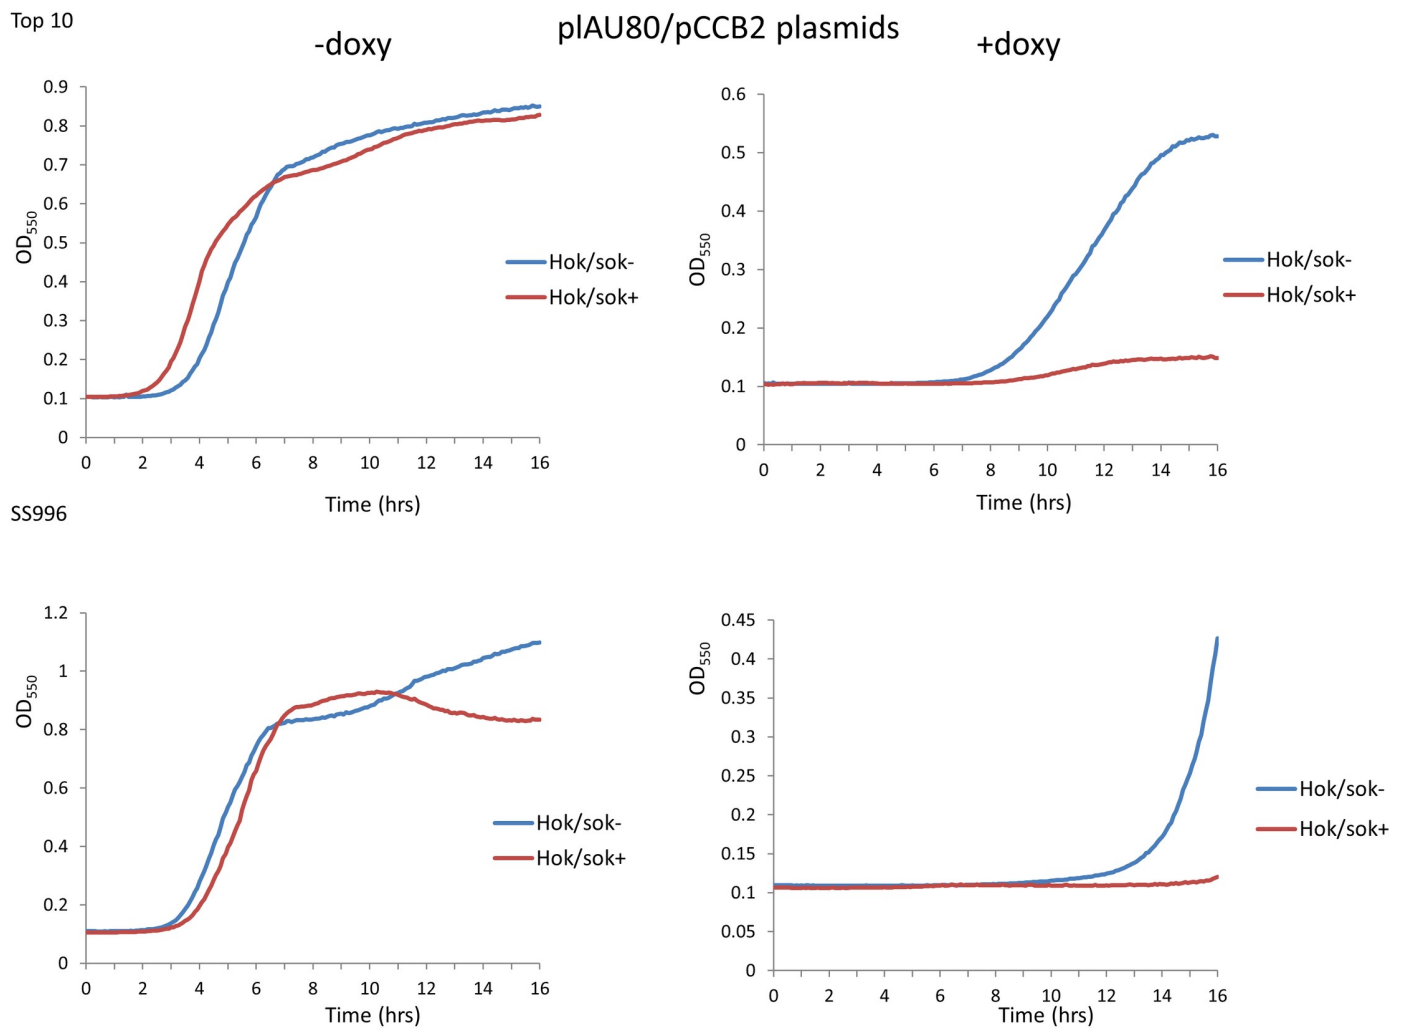 Top 10
plAU80/pCCB2 plasmids
-doxy
+doxy
0.9
0.8
0.7
0.6
0.5
0.4
0.3
0.2
0.1
0
OD550
0 2 4 6 8 10 12 14 16
Time (hrs)
Hok/sok-
Hok/sok+
0.6
0.5
0.4
0.3
0.2
0.1
0
OD550
0 2 4 6 8 10 12 14 16
Time (hrs)
Hok/sok-
Hok/sok+
SS996
1.2
1
0.8
0.6
0.4
0.2
0
OD550
0 2 4 6 8 10 12 14 16
Time (hrs)
Hok/sok-
Hok/sok+
0.45
0.4
0.35
0.3
0.25
0.2
0.15
0.1
0.05
0
OD550
0 2 4 6 8 10 12 14 16
Time (hrs)
Hok/sok-
Hok/sok+